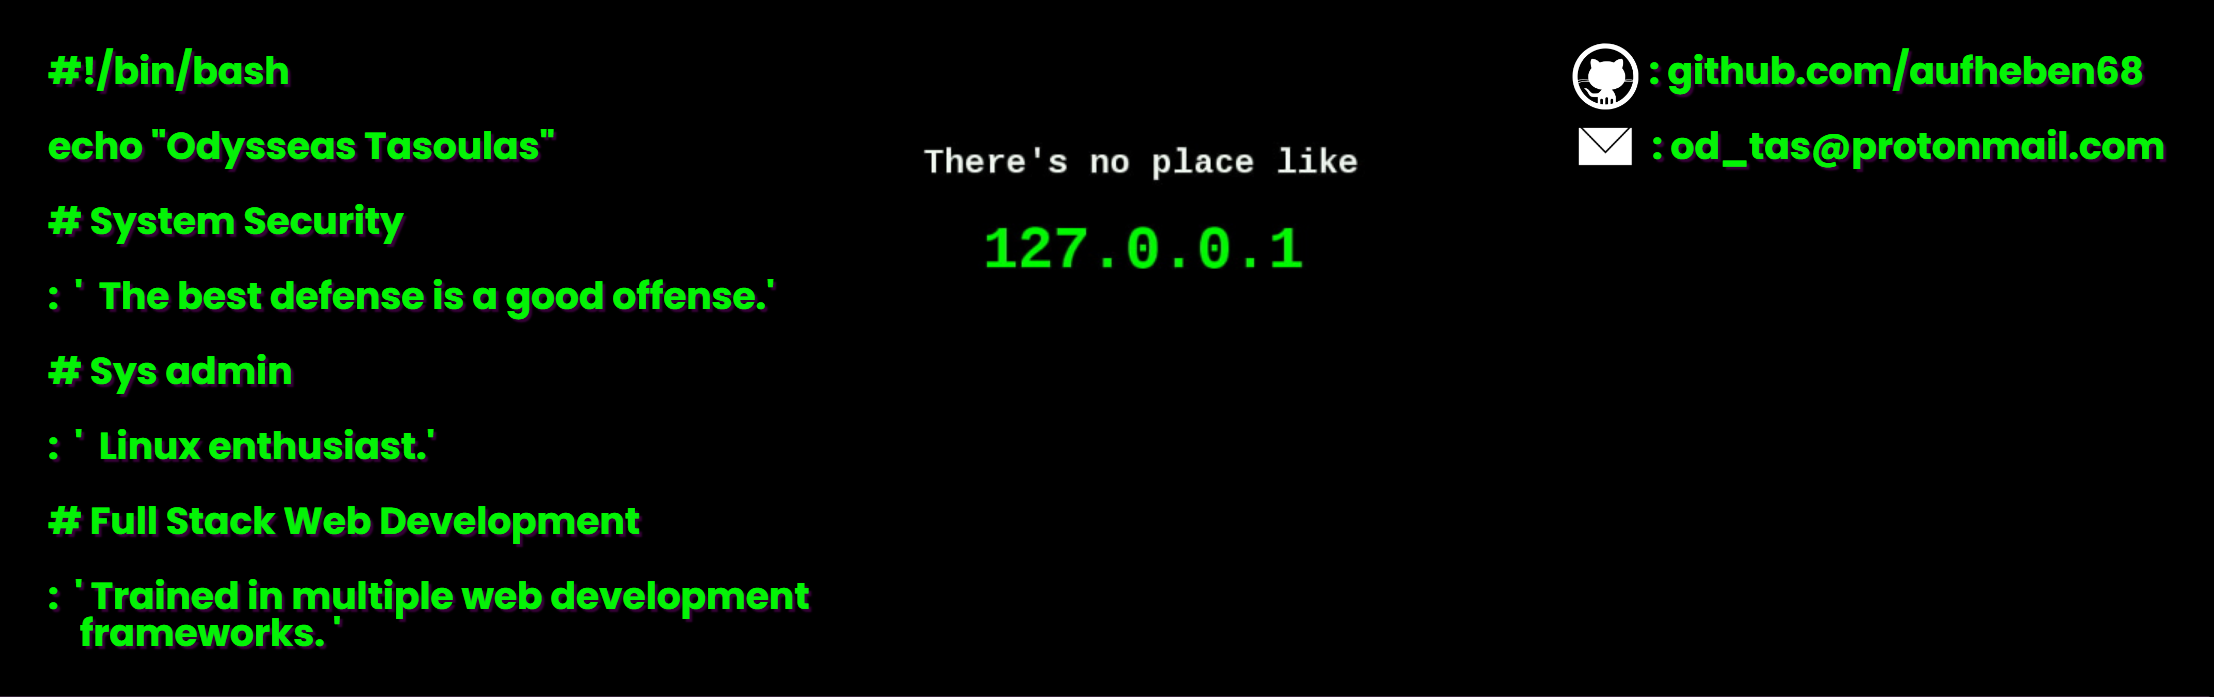 #!/bin/bash
echo "Odysseas Tasoulas"
# System Security
: ' The best defense is a good offense.'
# Sys admin
: ' Linux enthusiast.'
# Full Stack Web Development
: ' Trained in multiple web development
frameworks. '
There's no place like
127.0.0.1
: github.com/aufheben68
: od_tas@protonmail.com